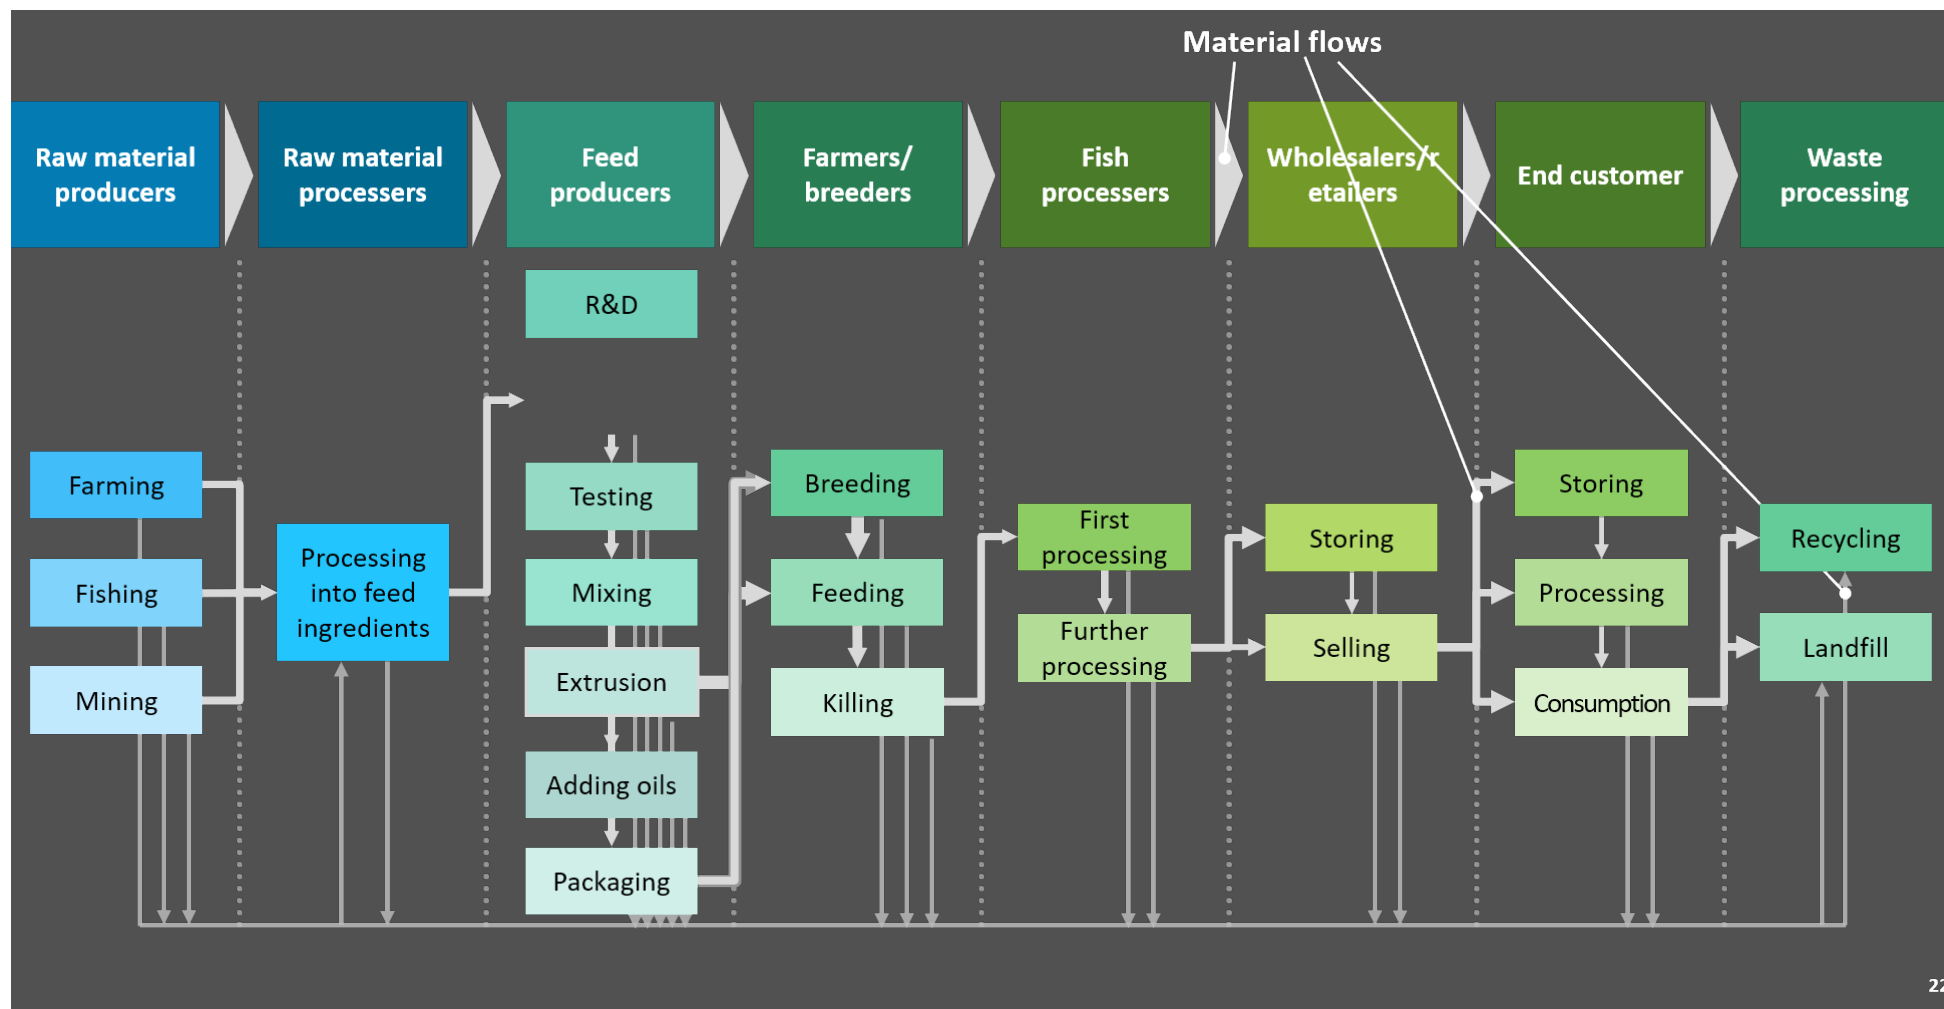 Material flows
Raw material
producers
Raw material
processers
Feed
producers
Farmers/
breeders
Fish
processers
Wholesalers/r
etailers
End customer
Waste
processing
R&D
Farming
Fishing
Mining
Processing
into feed
ingredients
Testing
Mixing
Extrusion
Adding oils
Packaging
Breeding
Feeding
Killing
First
processing
Further
processing
Storing
Selling
Storing
Processing
Consumption
Recycling
Landfill
22